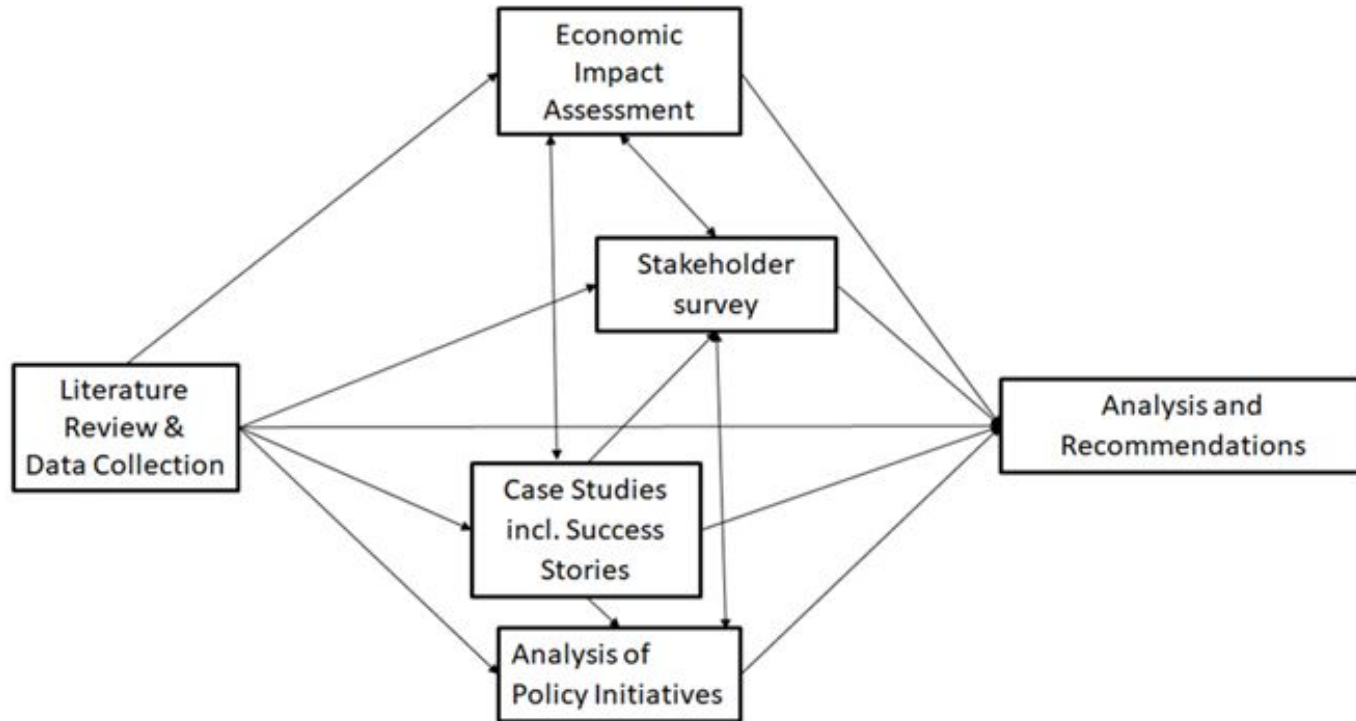 Economic
Impact
Assessment
Stakeholder
survey
Literature
Review &
Data Collection
Analysis and
Recommendations
Case Studies
incl. Success
Stories
Analysis of
Policy Initiatives